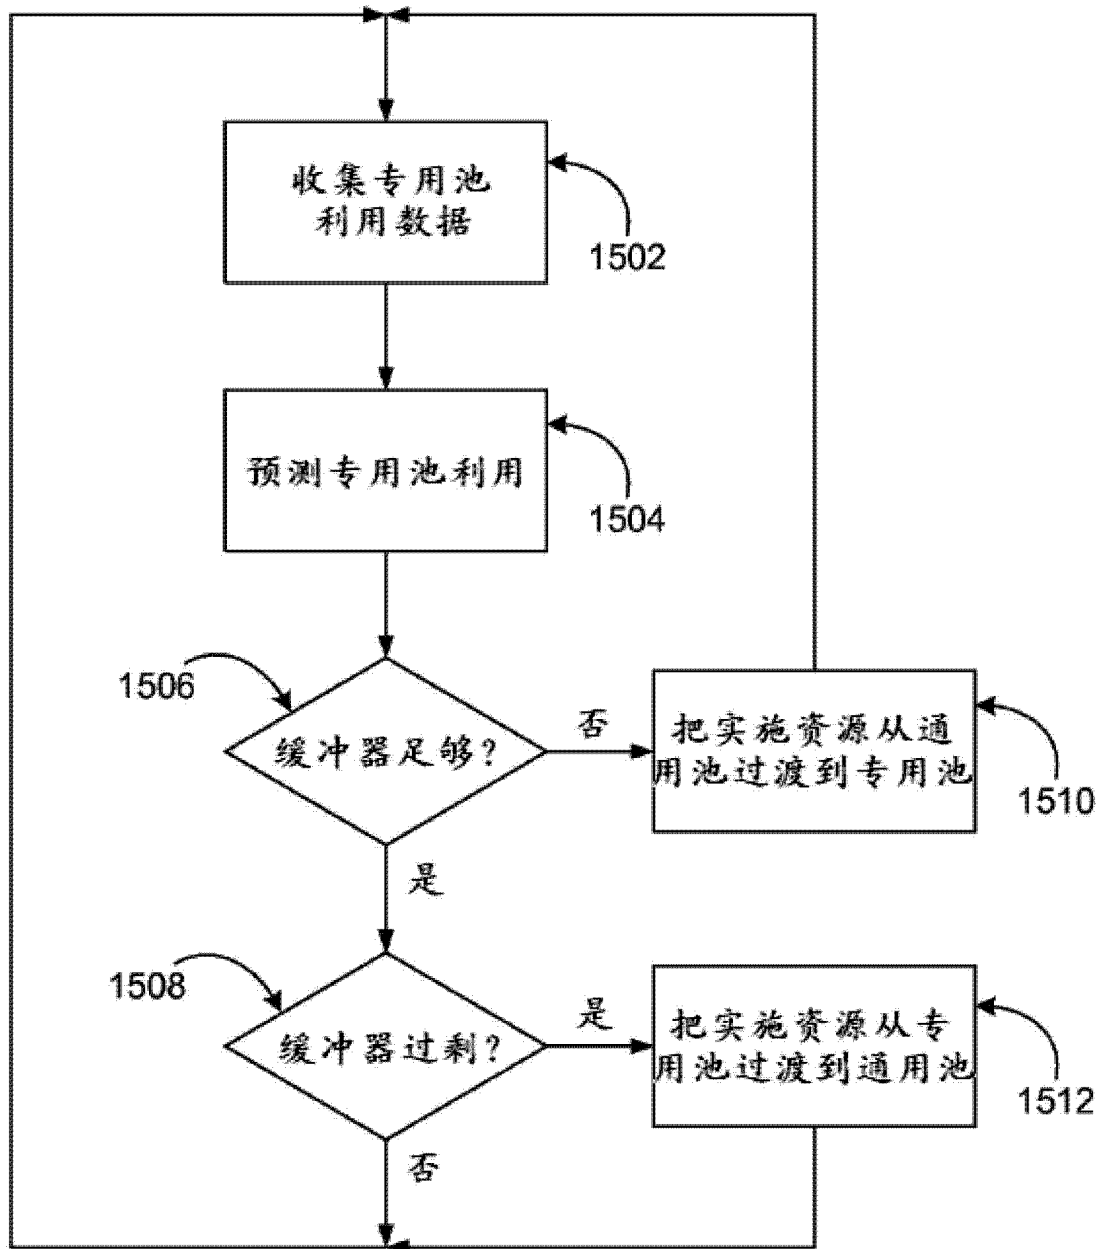 收集专用池
利用数据
1502
预测专用池利用
1504
1506
缓冲器足够?
否
把实施资源从通
用池过渡到专用池
1510
是
1508
缓冲器过剩?
是
把实施资源从专
用池过渡到通用池
1512
否